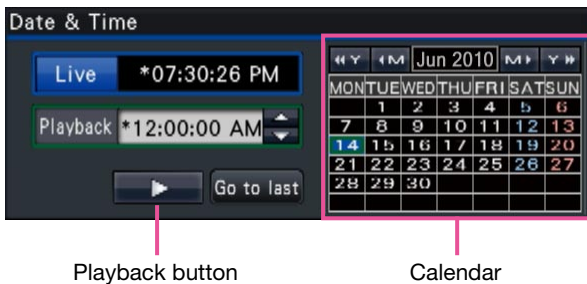 Date & Time
Live *07:30:26 PM
Playback *12:00:00 AM
Go to last
◀◀Y ◀M Jun 2010 M▶ Y▶▶
MON TUE WED THU FRI SAT SUN
1 2 3 4 5 6
7 8 9 10 11 12 13
14 15 16 17 18 19 20
21 22 23 24 25 26 27
28 29 30
Playback button
Calendar